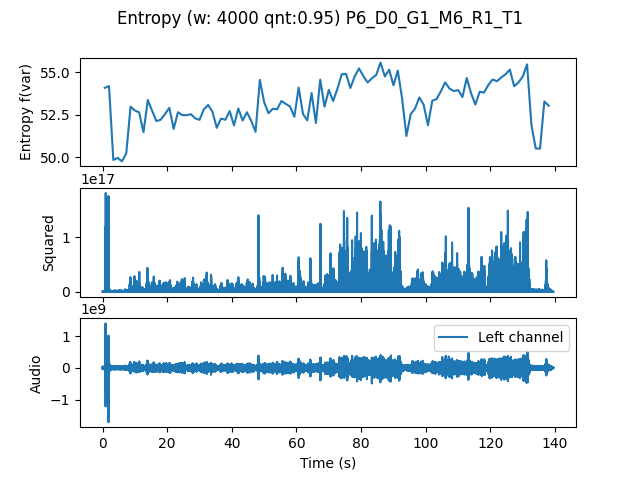 Entropy (w: 4000 qnt:0.95) P6_D0_G1_M6_R1_T1
Entropy f(var)
55.0
52.5
50.0
1e17
Squared
1
0
1e9
Audio
1
0
−1
Left channel
0 20 40 60 80 100 120 140
Time (s)